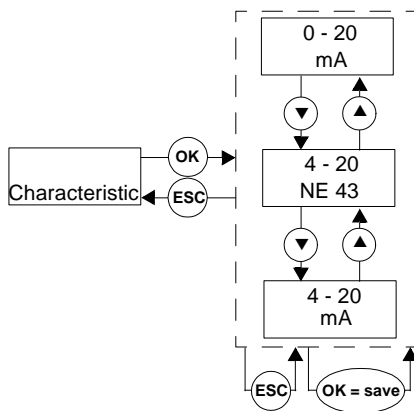 0 - 20
mA
▼ ▲
OK
4 - 20
NE 43
Characteristic
ESC
▼ ▲
4 - 20
mA
ESC OK = save